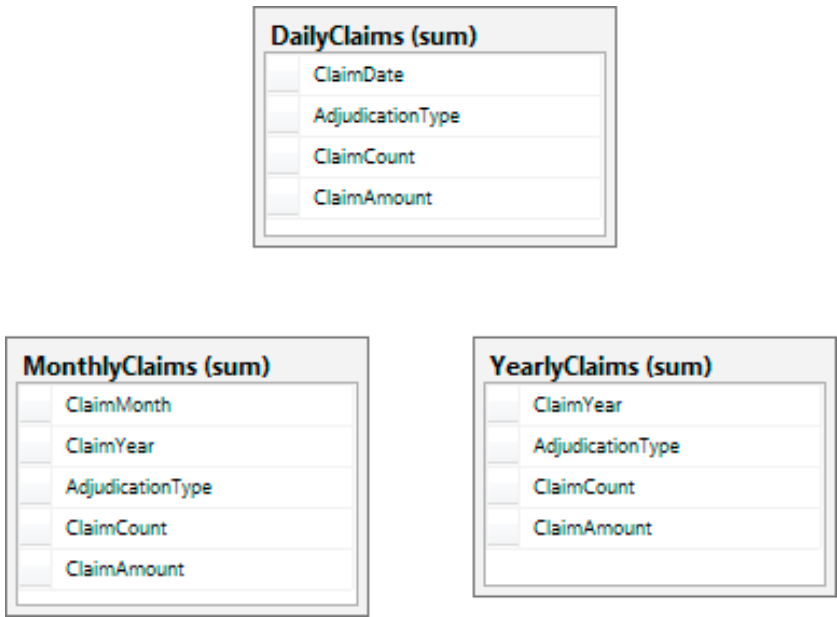 DailyClaims (sum)
ClaimDate
AdjudicationType
ClaimCount
ClaimAmount
MonthlyClaims (sum)
ClaimMonth
ClaimYear
AdjudicationType
ClaimCount
ClaimAmount
YearlyClaims (sum)
ClaimYear
AdjudicationType
ClaimCount
ClaimAmount